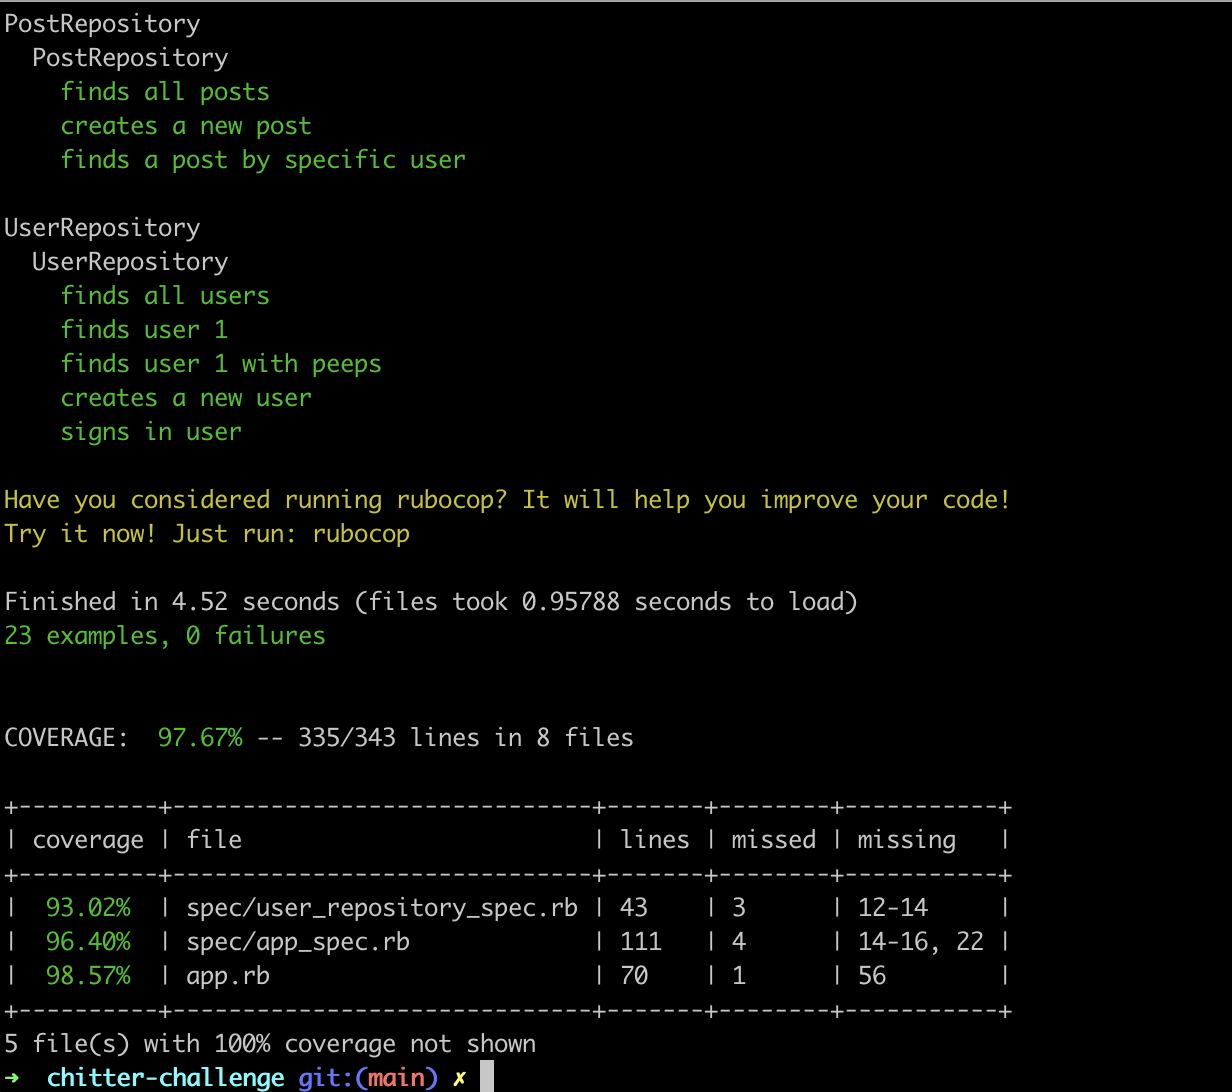 PostRepository
  PostRepository
    finds all posts
    creates a new post
    finds a post by specific user

UserRepository
  UserRepository
    finds all users
    finds user 1
    finds user 1 with peeps
    creates a new user
    signs in user

Have you considered running rubocop? It will help you improve your code!
Try it now! Just run: rubocop

Finished in 4.52 seconds (files took 0.95788 seconds to load)
23 examples, 0 failures


COVERAGE:  97.67% -- 335/343 lines in 8 files

+----------+------------------------------+-------+--------+-----------+
| coverage | file                         | lines | missed | missing   |
+----------+------------------------------+-------+--------+-----------+
|  93.02%  | spec/user_repository_spec.rb | 43    | 3      | 12-14     |
|  96.40%  | spec/app_spec.rb             | 111   | 4      | 14-16, 22 |
|  98.57%  | app.rb                       | 70    | 1      | 56        |
+----------+------------------------------+-------+--------+-----------+
5 file(s) with 100% coverage not shown
➜  chitter-challenge git:(main) ✗